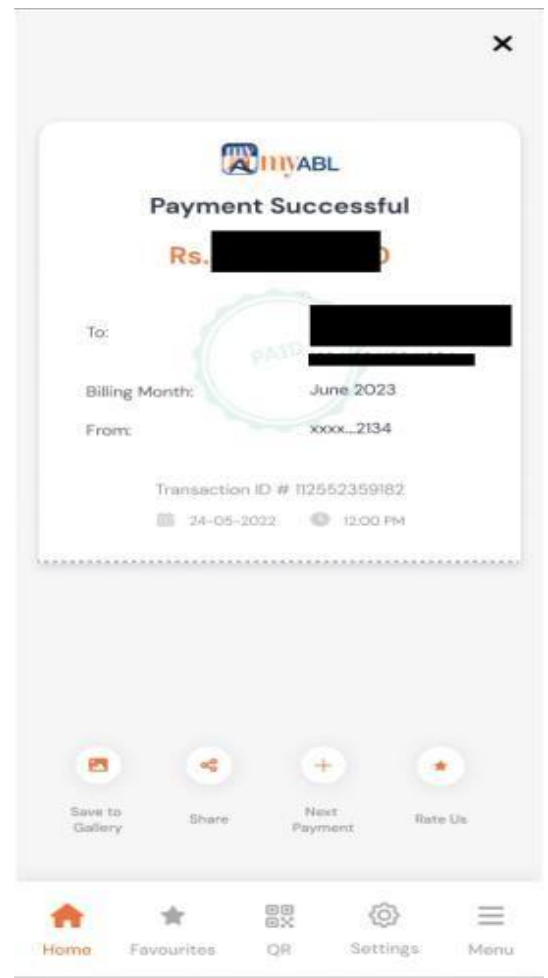 myABL
Payment Successful
Rs.
To:
PAID
Billing Month: June 2023
From: xxxx...2134
Transaction ID # 112552359182
24-05-2022 12:00 PM
Save to
Gallery
Share
Next
Payment
Rate Us
Home Favourites QR Settings Menu